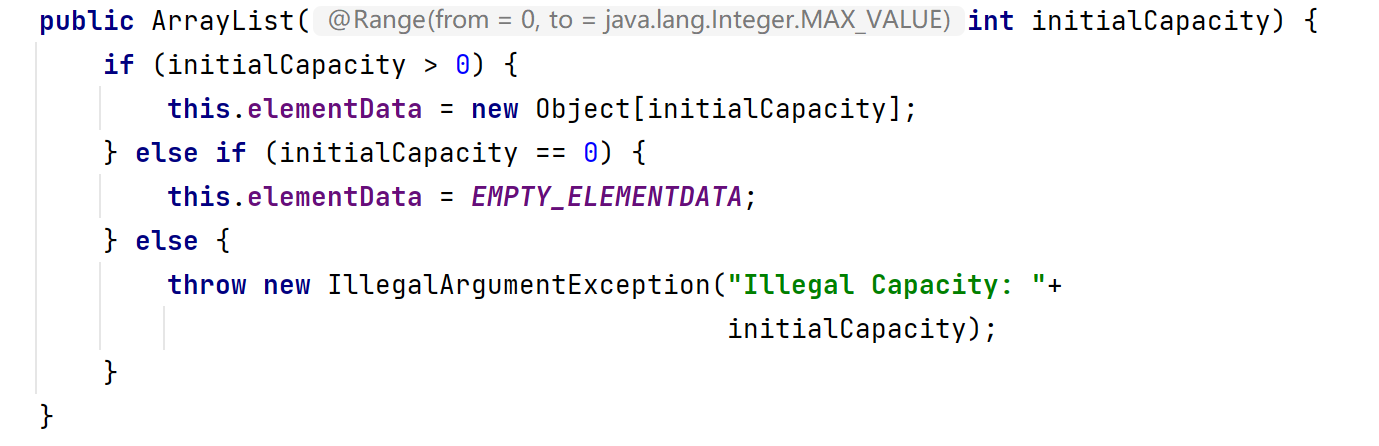 public ArrayList( @Range(from = 0, to = java.lang.Integer.MAX_VALUE) int initialCapacity) {
    if (initialCapacity > 0) {
        this.elementData = new Object[initialCapacity];
    } else if (initialCapacity == 0) {
        this.elementData = EMPTY_ELEMENTDATA;
    } else {
        throw new IllegalArgumentException("Illegal Capacity: "+
                                           initialCapacity);
    }
}